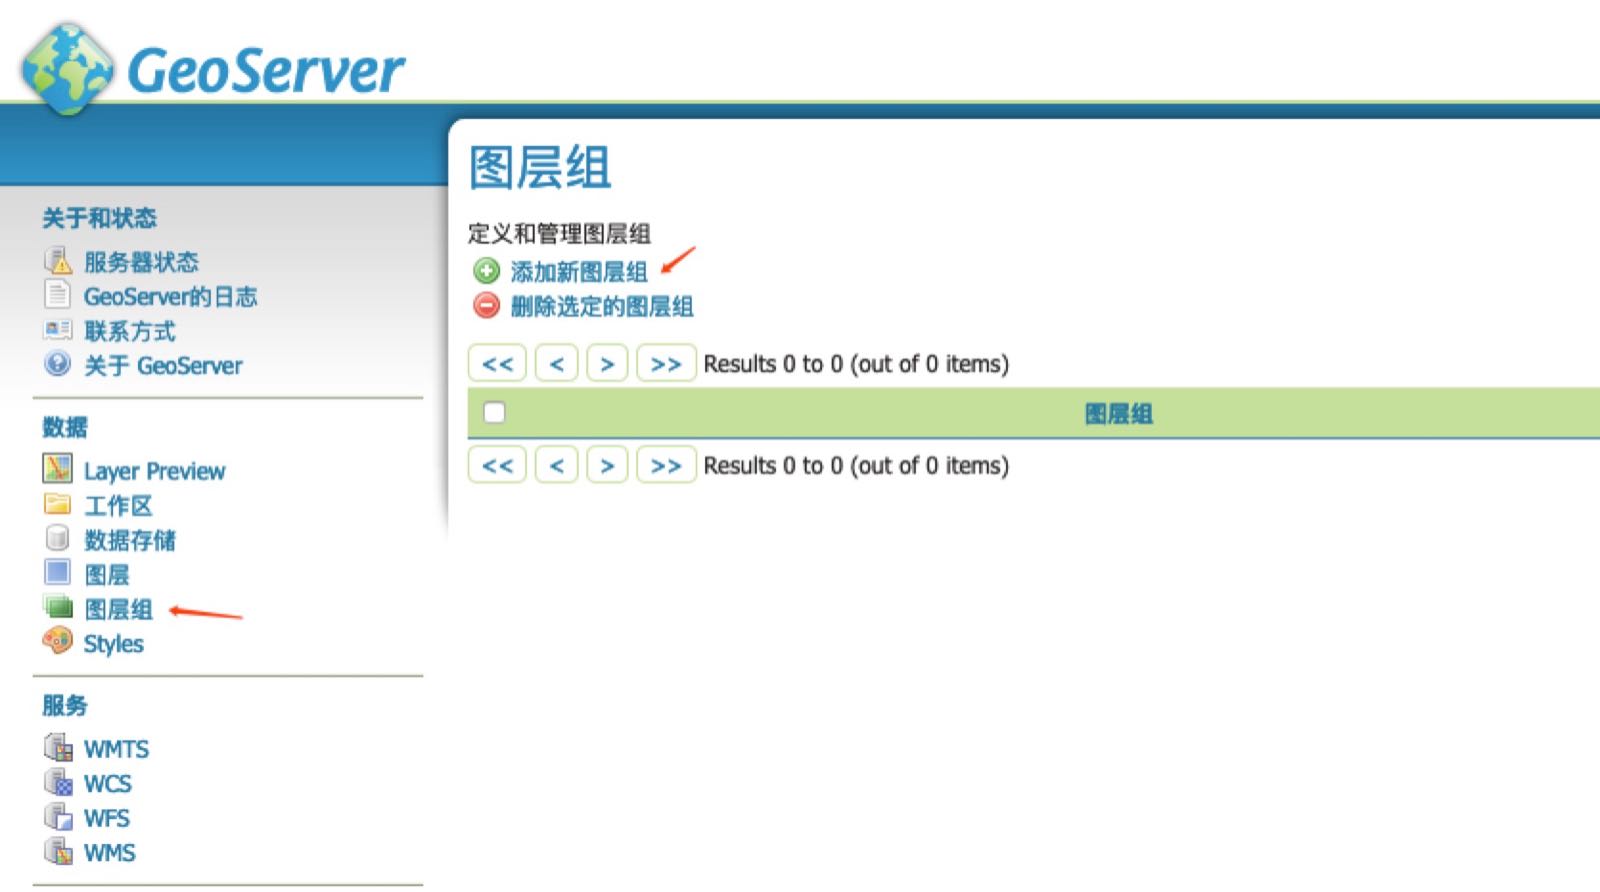 GeoServer
关于和状态
服务器状态
GeoServer的日志
联系方式
关于 GeoServer
数据
Layer Preview
工作区
数据存储
图层
图层组
Styles
服务
WMTS
WCS
WFS
WMS
图层组
定义和管理图层组
添加新图层组
删除选定的图层组
<< < > >> Results 0 to 0 (out of 0 items)
图层组
<< < > >> Results 0 to 0 (out of 0 items)